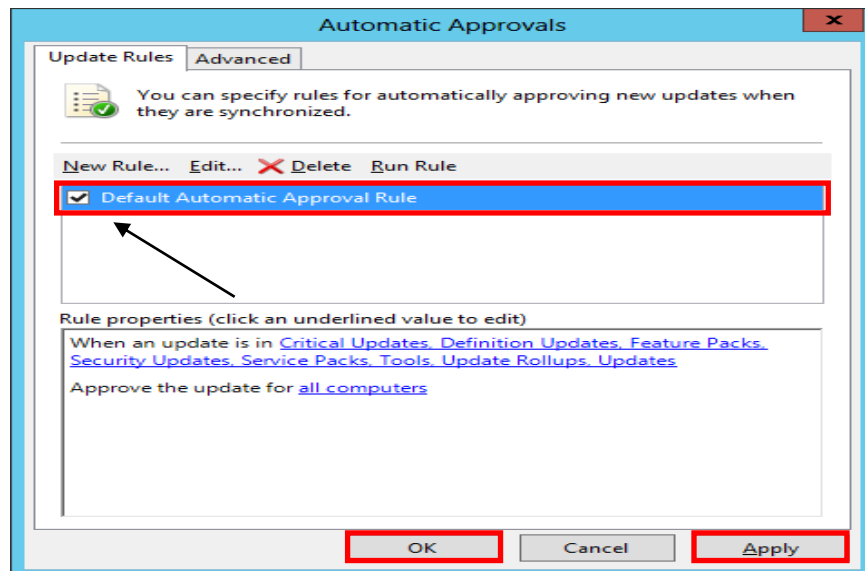 Automatic Approvals
Update Rules
Advanced
You can specify rules for automatically approving new updates when
they are synchronized.
New Rule... Edit... Delete Run Rule
Default Automatic Approval Rule
Rule properties (click an underlined value to edit)
When an update is in Critical Updates, Definition Updates, Feature Packs,
Security Updates, Service Packs, Tools, Update Rollups, Updates
Approve the update for all computers
OK Cancel Apply